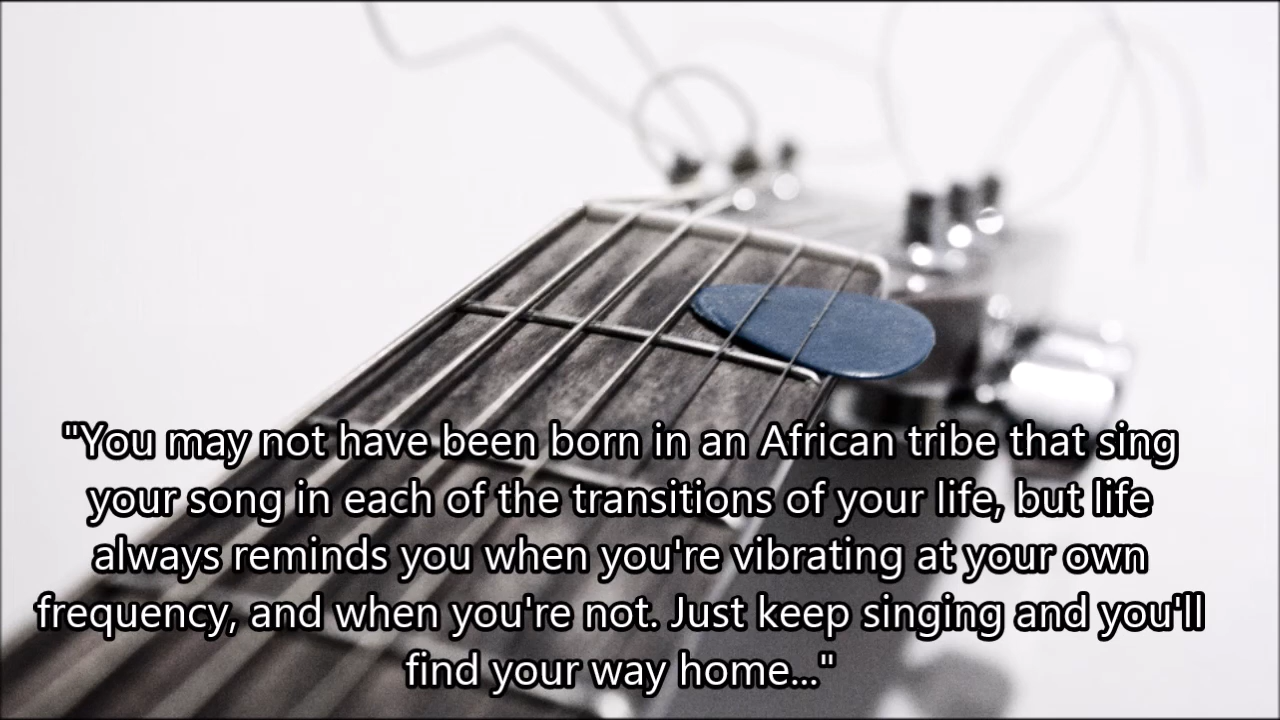 "You may not have been born in an African tribe that sing
your song in each of the transitions of your life, but life
always reminds you when you're vibrating at your own
frequency, and when you're not. Just keep singing and you'll
find your way home..."